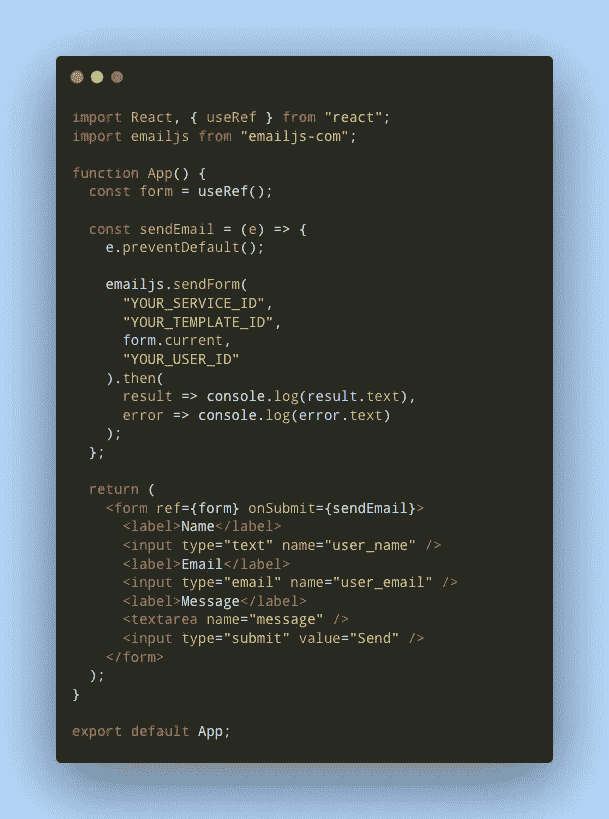 import React, { useRef } from "react";
import emailjs from "emailjs-com";
function App() {
const form = useRef();
const sendEmail = (e) => {
e.preventDefault();
emailjs.sendForm(
"YOUR_SERVICE_ID",
"YOUR_TEMPLATE_ID",
form.current,
"YOUR_USER_ID"
).then(
result => console.log(result.text),
error => console.log(error.text)
);
};
return (
<form ref={form} onSubmit={sendEmail}>
<label>Name</label>
<input type="text" name="user_name" />
<label>Email</label>
<input type="email" name="user_email" />
<label>Message</label>
<textarea name="message" />
<input type="submit" value="Send" />
</form>
);
}
export default App;